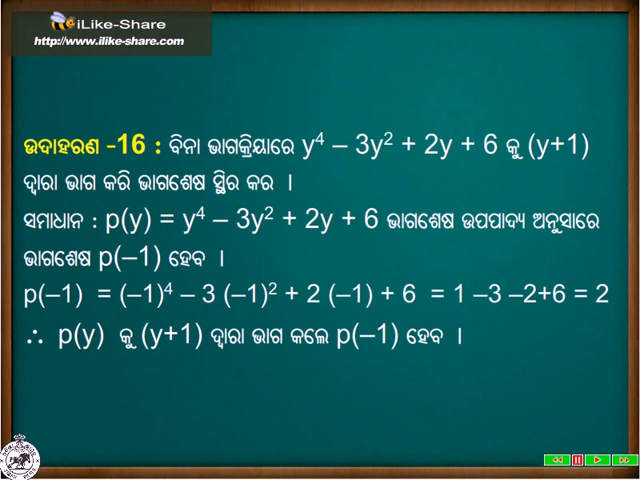 iLike-Share
http://www.ilike-share.com
ଉଦାହରଣ -16 : ବିନା ଭାଗକ୍ରିୟାରେ y⁴ – 3y² + 2y + 6 କୁ (y+1)
ଦ୍ୱାରା ଭାଗ କରି ଭାଗଶେଷ ସ୍ଥିର କର ।
ସମାଧାନ : p(y) = y⁴ – 3y² + 2y + 6 ଭାଗଶେଷ ଉପପାଦ୍ୟ ଅନୁସାରେ
ଭାଗଶେଷ p(–1) ହେବ ।
p(–1) = (–1)⁴ – 3 (–1)² + 2 (–1) + 6 = 1 –3 –2+6 = 2
∴ p(y) କୁ (y+1) ଦ୍ୱାରା ଭାଗ କଲେ p(–1) ହେବ ।